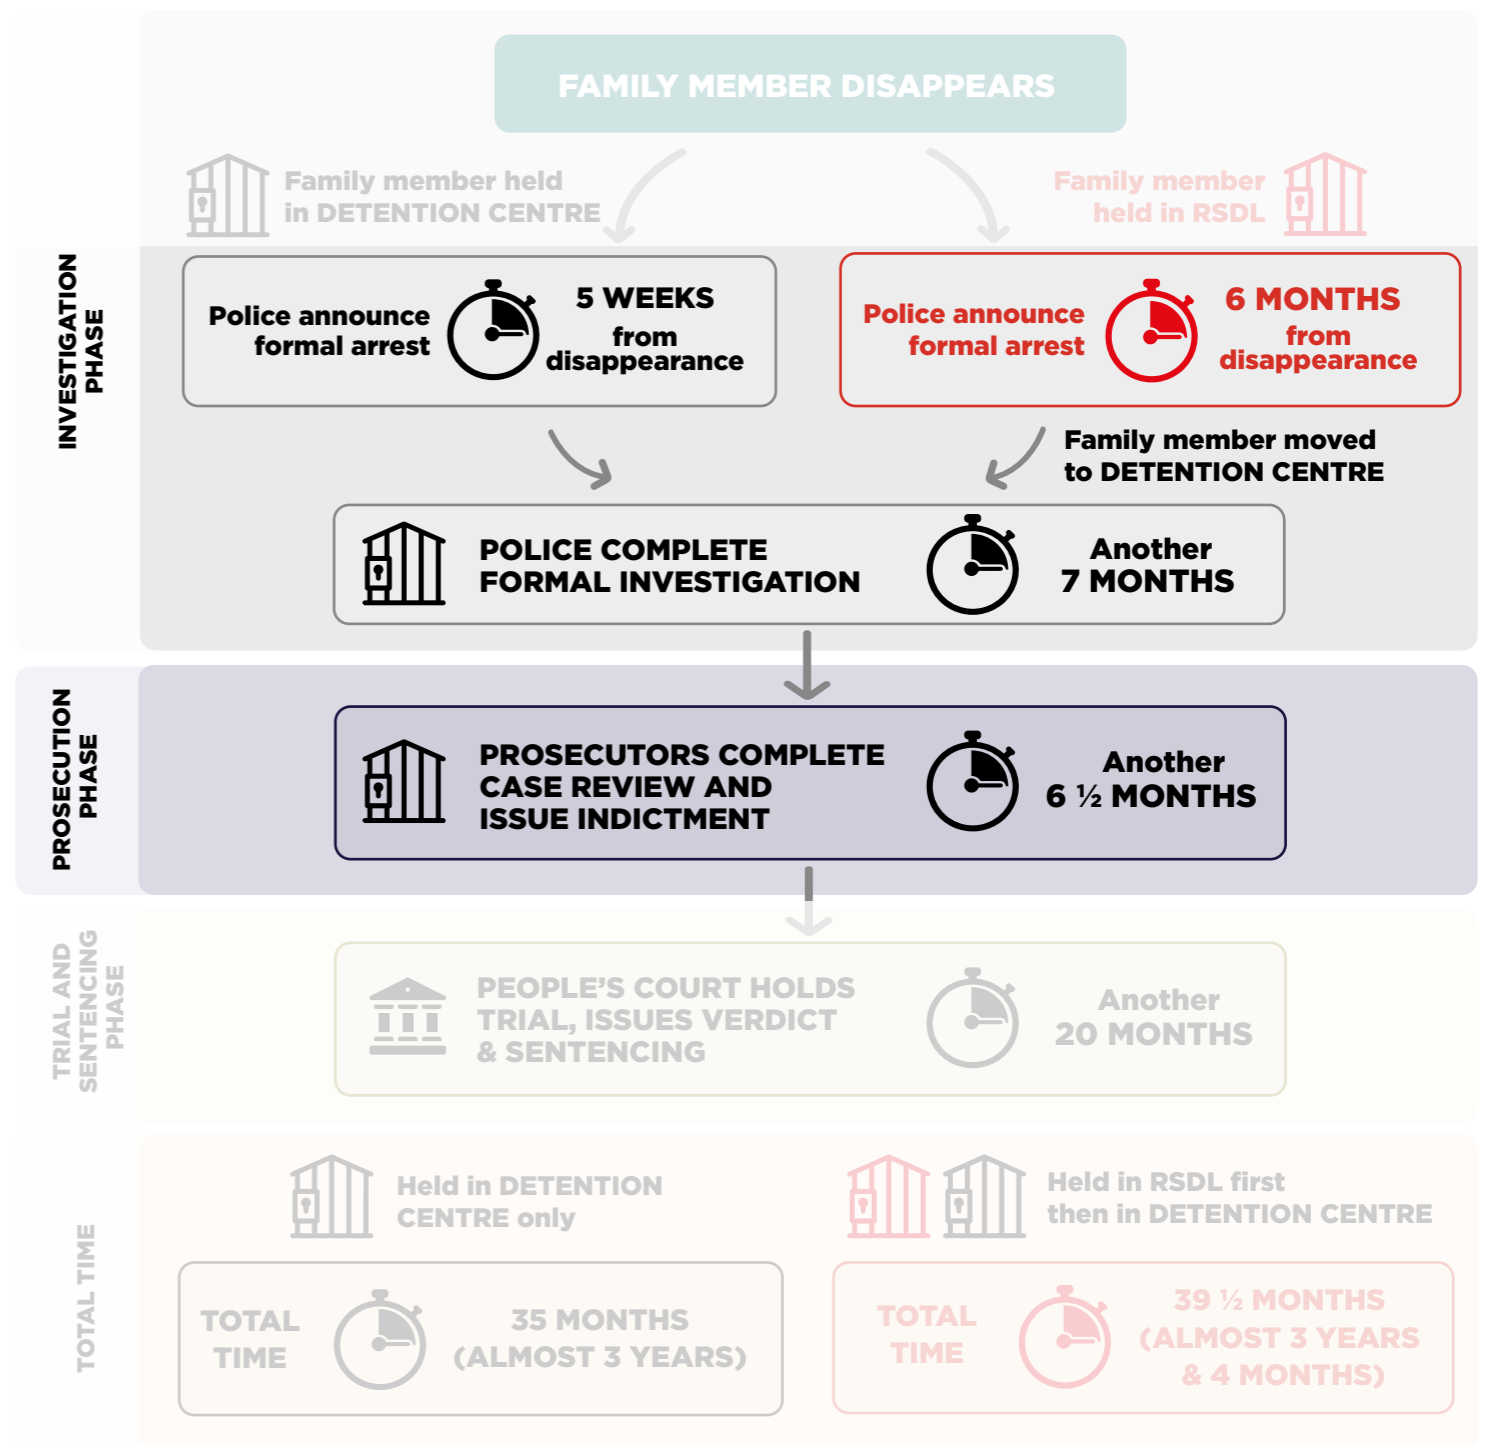 FAMILY MEMBER DISAPPEARS
Family member held
in DETENTION CENTRE
Family member
held in RSDL
INVESTIGATION
PHASE
Police announce
formal arrest
5 WEEKS
from
disappearance
Police announce
formal arrest
6 MONTHS
from
disappearance
Family member moved
to DETENTION CENTRE
POLICE COMPLETE
FORMAL INVESTIGATION
Another
7 MONTHS
PROSECUTION
PHASE
PROSECUTORS COMPLETE
CASE REVIEW AND
ISSUE INDICTMENT
Another
6 ½ MONTHS
TRIAL AND
SENTENCING
PHASE
PEOPLE’S COURT HOLDS
TRIAL, ISSUES VERDICT
& SENTENCING
Another
20 MONTHS
TOTAL TIME
Held in DETENTION
CENTRE only
Held in RSDL first
then in DETENTION CENTRE
TOTAL
TIME
35 MONTHS
(ALMOST 3 YEARS)
TOTAL
TIME
39 ½ MONTHS
(ALMOST 3 YEARS
& 4 MONTHS)